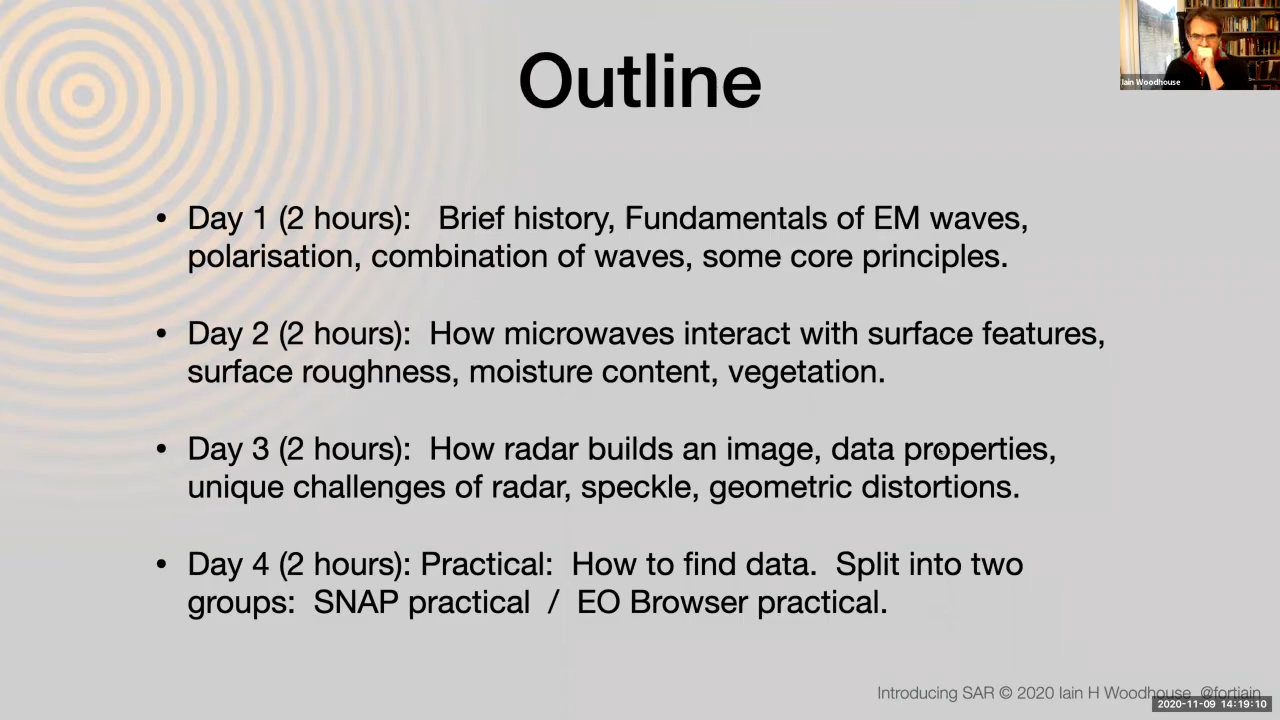 Outline
Iain Woodhouse
• Day 1 (2 hours):   Brief history, Fundamentals of EM waves,
polarisation, combination of waves, some core principles.
• Day 2 (2 hours):  How microwaves interact with surface features,
surface roughness, moisture content, vegetation.
• Day 3 (2 hours):  How radar builds an image, data properties,
unique challenges of radar, speckle, geometric distortions.
• Day 4 (2 hours): Practical:  How to find data.  Split into two
groups:  SNAP practical  /  EO Browser practical.
Introducing SAR © 2020 Iain H Woodhouse  @fortiain
2020-11-09 14:19:10